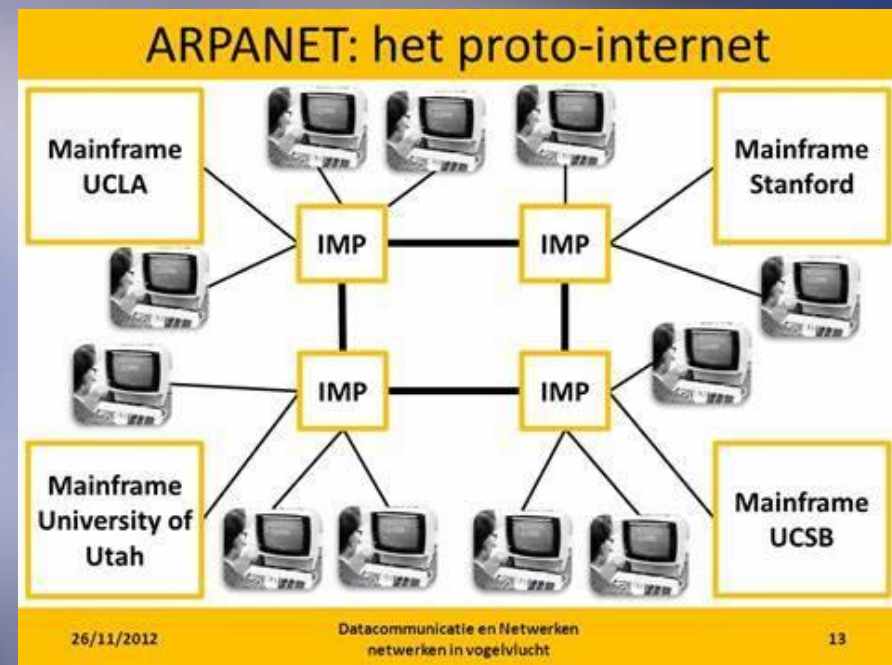 ARPANET: het proto-internet
Mainframe
UCLA
Mainframe
Stanford
IMP
IMP
IMP
IMP
Mainframe
University of
Utah
Mainframe
UCSB
26/11/2012
Datacommunicatie en Netwerken
netwerken in vogelvlucht
13